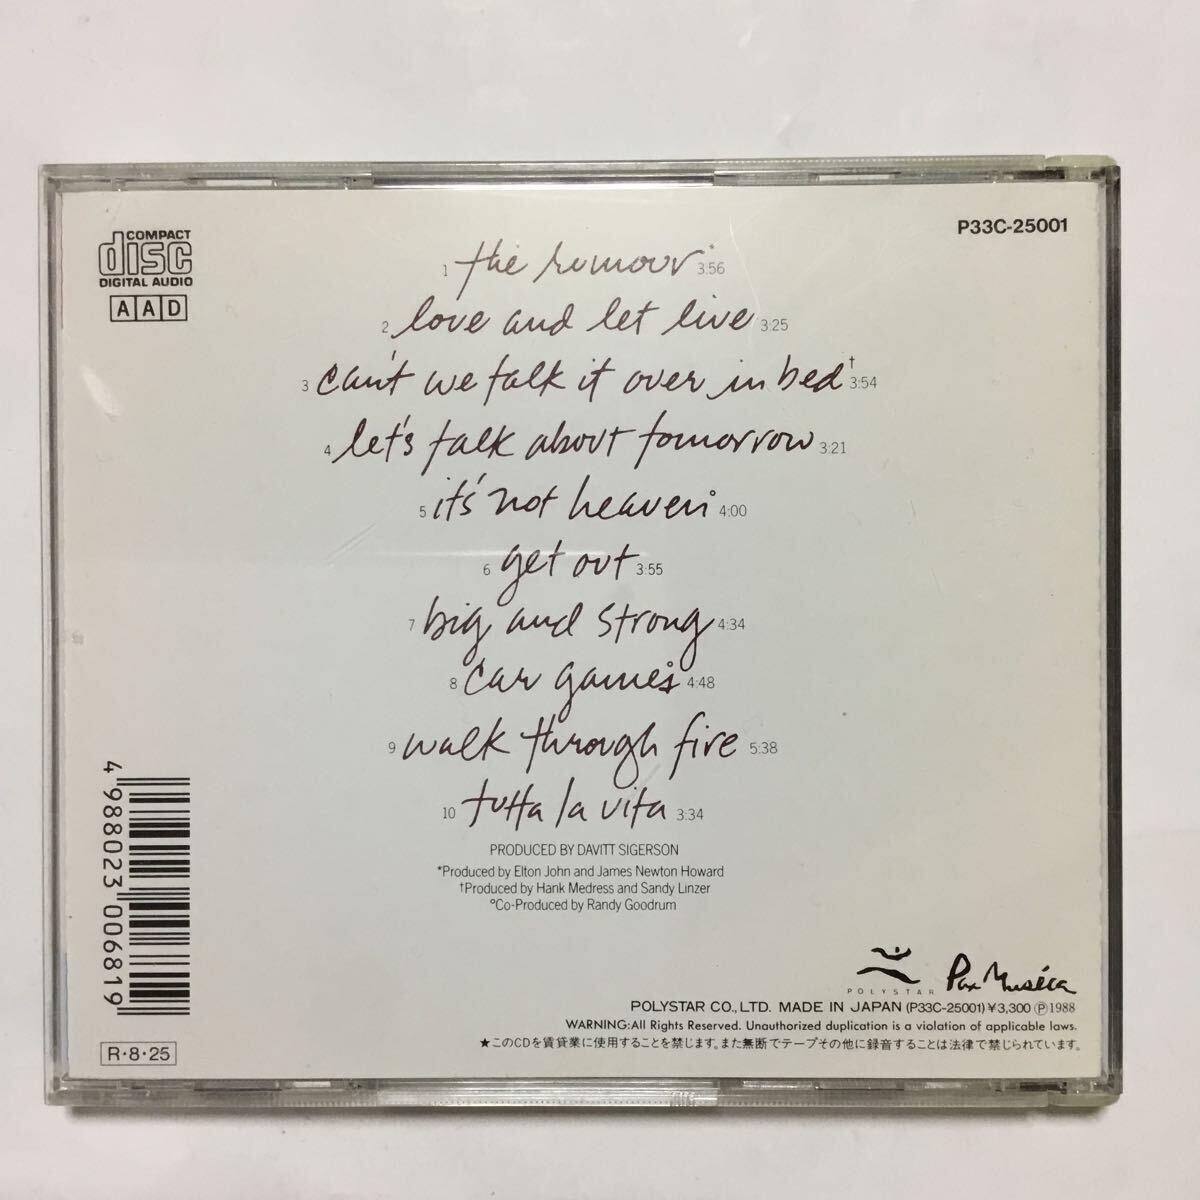 COMPACT
disc
DIGITAL AUDIO
AAD
P33C-25001
1 the rumour* 3:56
2 love and let live 3:25
3 can't we talk it over in bed† 3:54
4 let's talk about tomorrow 3:21
5 it's not heaven° 4:00
6 get out 3:55
7 big and strong 4:34
8 car games° 4:48
9 walk through fire 5:38
10 tutta la vita 3:34
PRODUCED BY DAVITT SIGERSON
*Produced by Elton John and James Newton Howard
†Produced by Hank Medress and Sandy Linzer
°Co-Produced by Randy Goodrum
4 988023 006819
R·8·25
POLYSTAR
Pax Musica
POLYSTAR CO., LTD. MADE IN JAPAN (P33C-25001) ¥3,300 Ⓟ1988
WARNING: All Rights Reserved. Unauthorized duplication is a violation of applicable laws.
★このCDを賃貸業に使用することを禁じます。また無断でテープその他に録音することは法律で禁じられています。